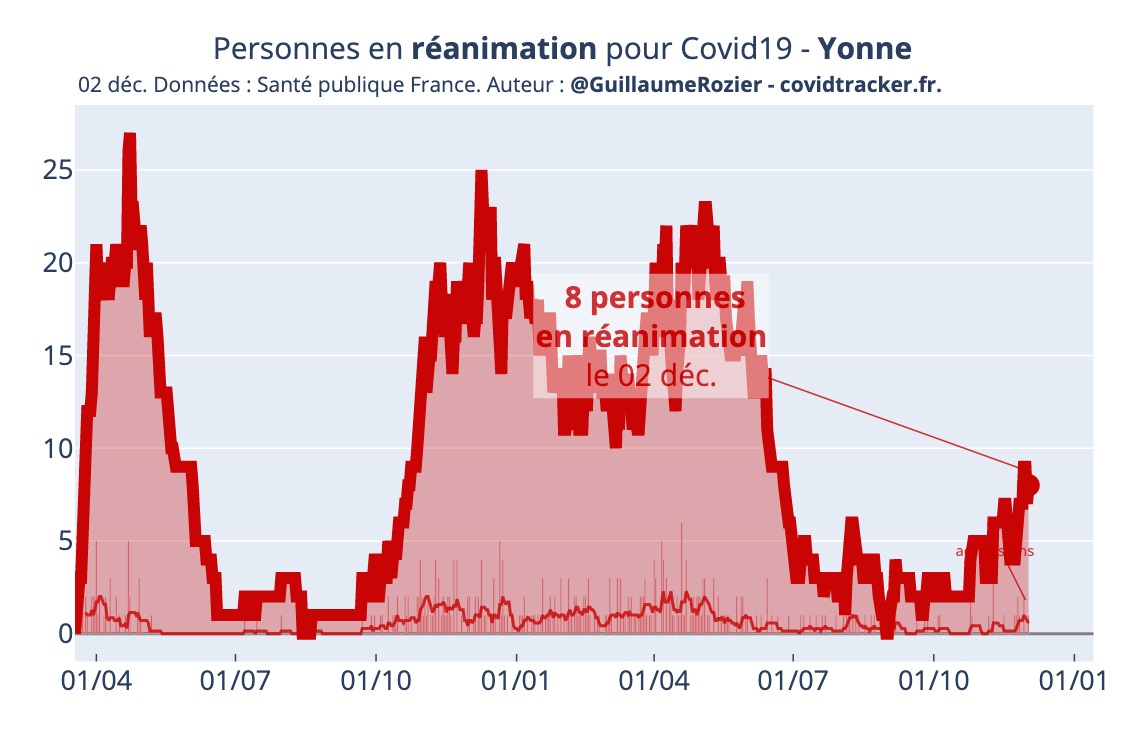 Personnes en réanimation pour Covid19 - Yonne
02 déc. Données : Santé publique France. Auteur : @GuillaumeRozier - covidtracker.fr.
25
20
15
10
5
0
8 personnes
en réanimation
le 02 déc.
01/04 01/07 01/10 01/01 01/04 01/07 01/10 01/01